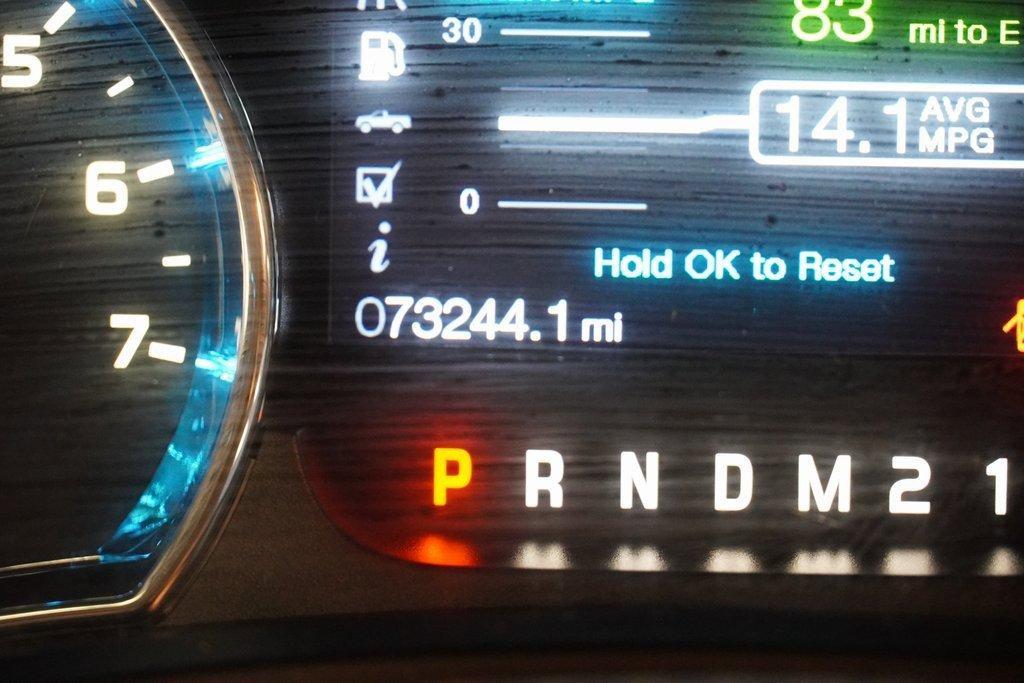 5
6
7
30
83 mi to E
14.1 AVG MPG
0
i
Hold OK to Reset
073244.1 mi
P R N D M 2 1